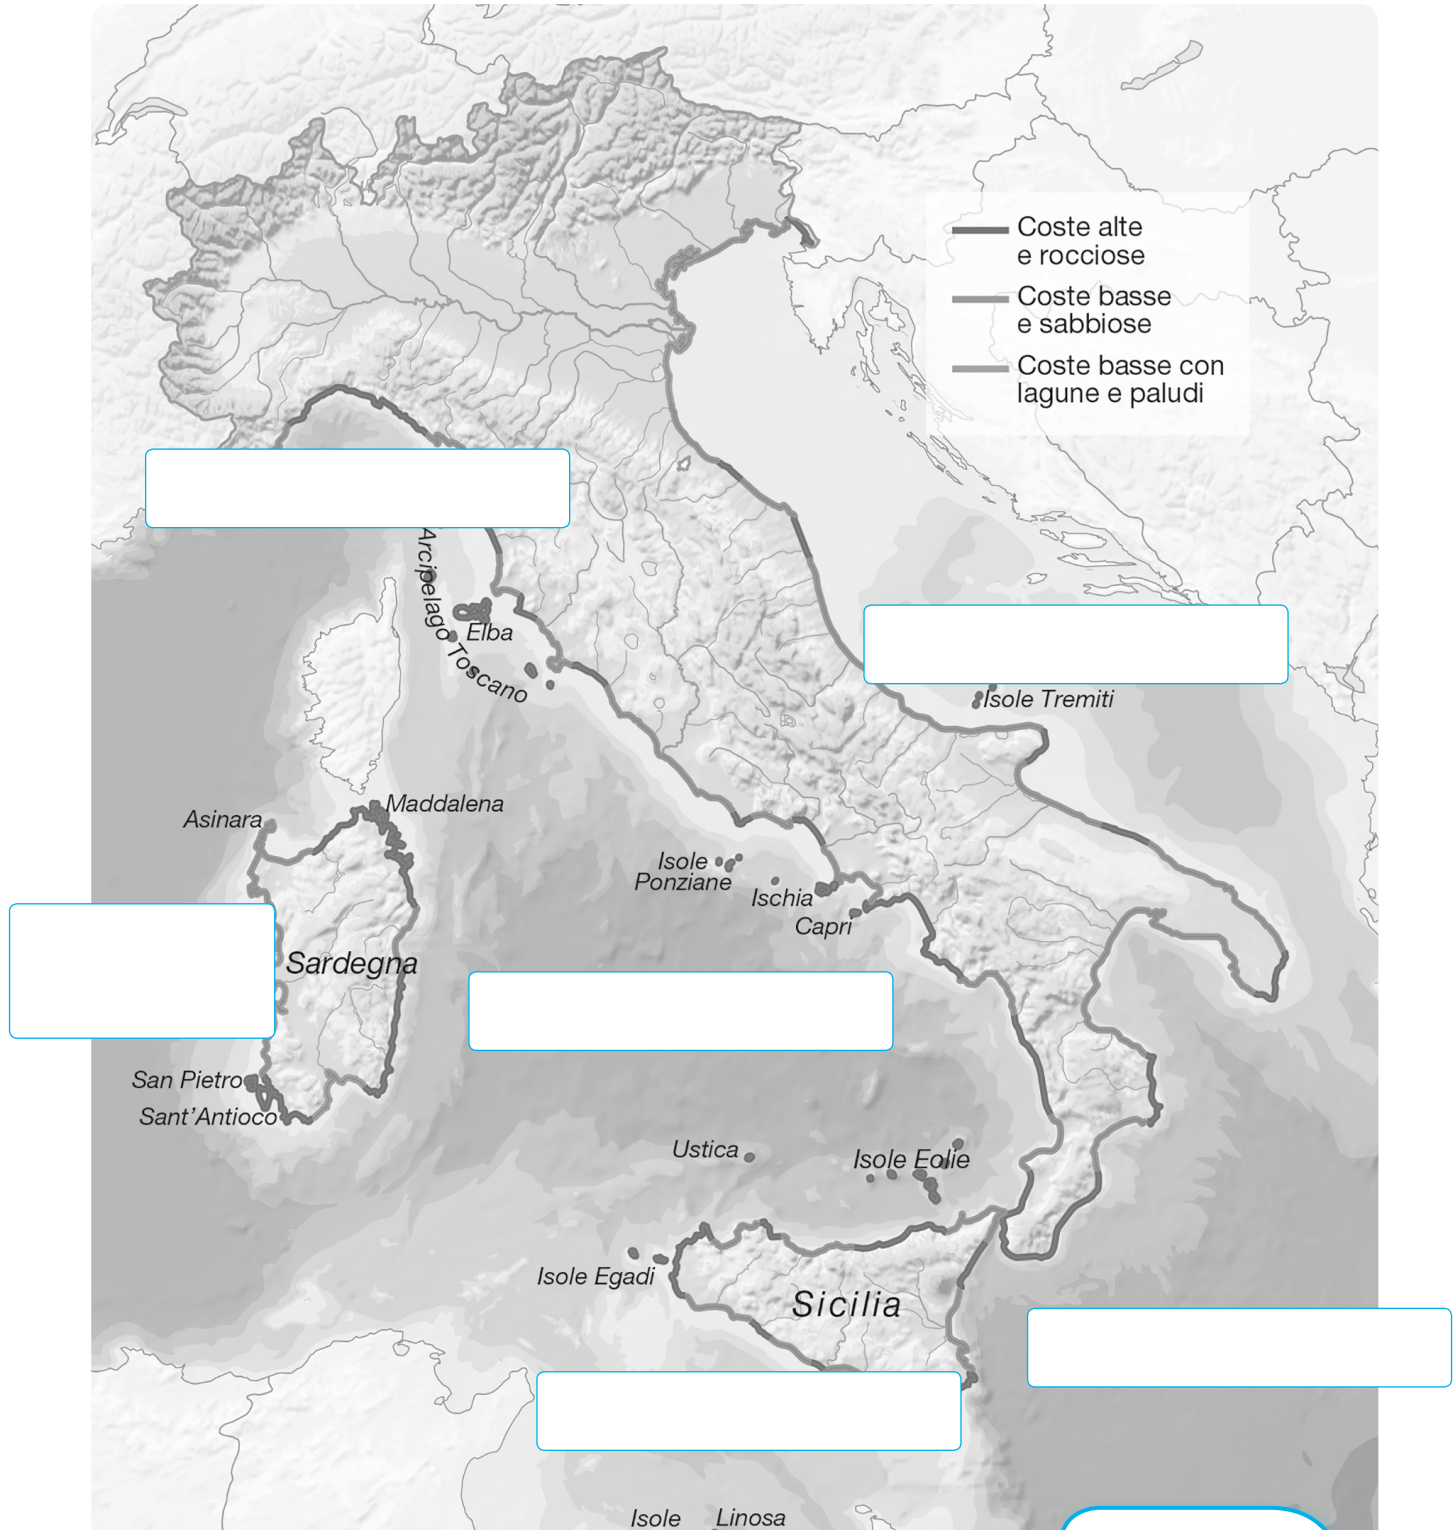 Coste alte
e rocciose
Coste basse
e sabbiose
Coste basse con
lagune e paludi
Arcipelago Toscano
Elba
Isole Tremiti
Maddalena
Asinara
Isole
Ponziane
Ischia
Capri
Sardegna
San Pietro
Sant'Antioco
Ustica
Isole Eolie
Isole Egadi
Sicilia
Isole
Linosa